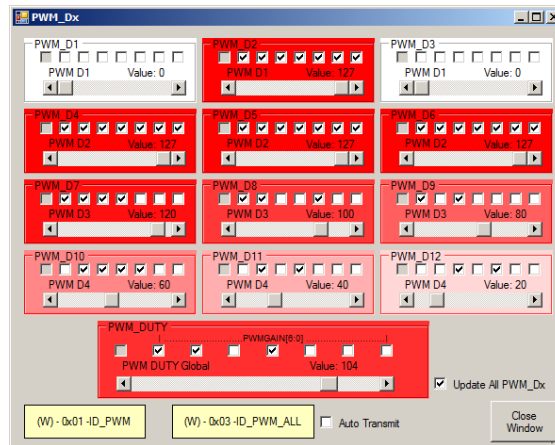 PWM_Dx
PWM_D1 PWM_D2 PWM_D3
PWM D1 Value: 0 PWM D1 Value: 127 PWM D1 Value: 0
PWM_D4 PWM_D5 PWM_D6
PWM D2 Value: 127 PWM D2 Value: 127 PWM D2 Value: 127
PWM_D7 PWM_D8 PWM_D9
PWM D3 Value: 120 PWM D3 Value: 100 PWM D3 Value: 80
PWM_D10 PWM_D11 PWM_D12
PWM D4 Value: 60 PWM D4 Value: 40 PWM D4 Value: 20
PWM_DUTY
PWMGAIN[6:0]
PWM DUTY Global Value: 104
Update All PWM_Dx
(W) - 0x01 -ID_PWM (W) - 0x03 -ID_PWM_ALL Auto Transmit Close
Window